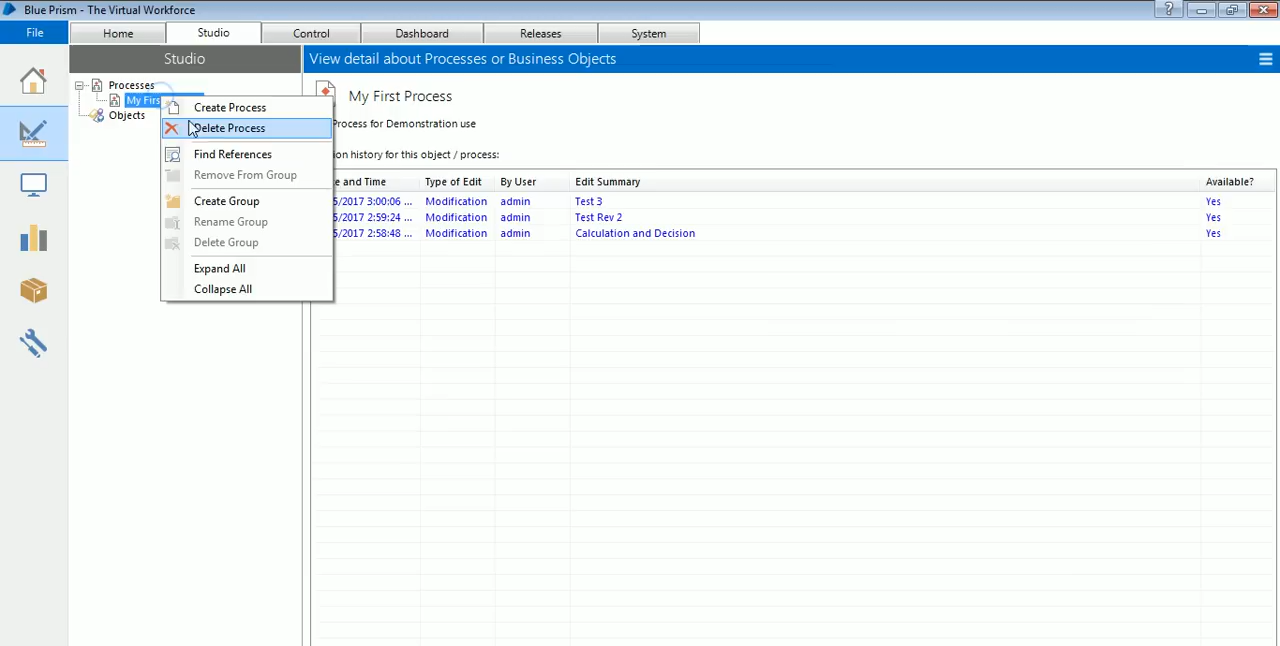 Blue Prism - The Virtual Workforce
File
Home
Studio
Control
Dashboard
Releases
System
Studio
View detail about Processes or Business Objects
Processes
My Firs
Objects
Create Process
Delete Process
Find References
Remove From Group
Create Group
Rename Group
Delete Group
Expand All
Collapse All
My First Process
Process for Demonstration use
ion history for this object / process:
e and Time Type of Edit By User Edit Summary Available?
5/2017 3:00:06 ... Modification admin Test 3 Yes
5/2017 2:59:24 ... Modification admin Test Rev 2 Yes
5/2017 2:58:48 ... Modification admin Calculation and Decision Yes